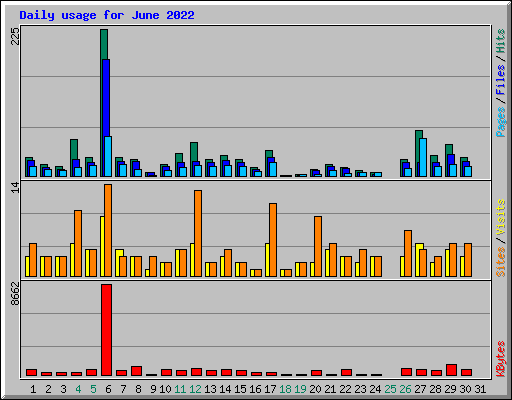 Daily usage for June 2022
225
14
8662
Pages / Files / Hits
Sites / Visits
KBytes
1 2 3 4 5 6 7 8 9 10 11 12 13 14 15 16 17 18 19 20 21 22 23 24 25 26 27 28 29 30 31